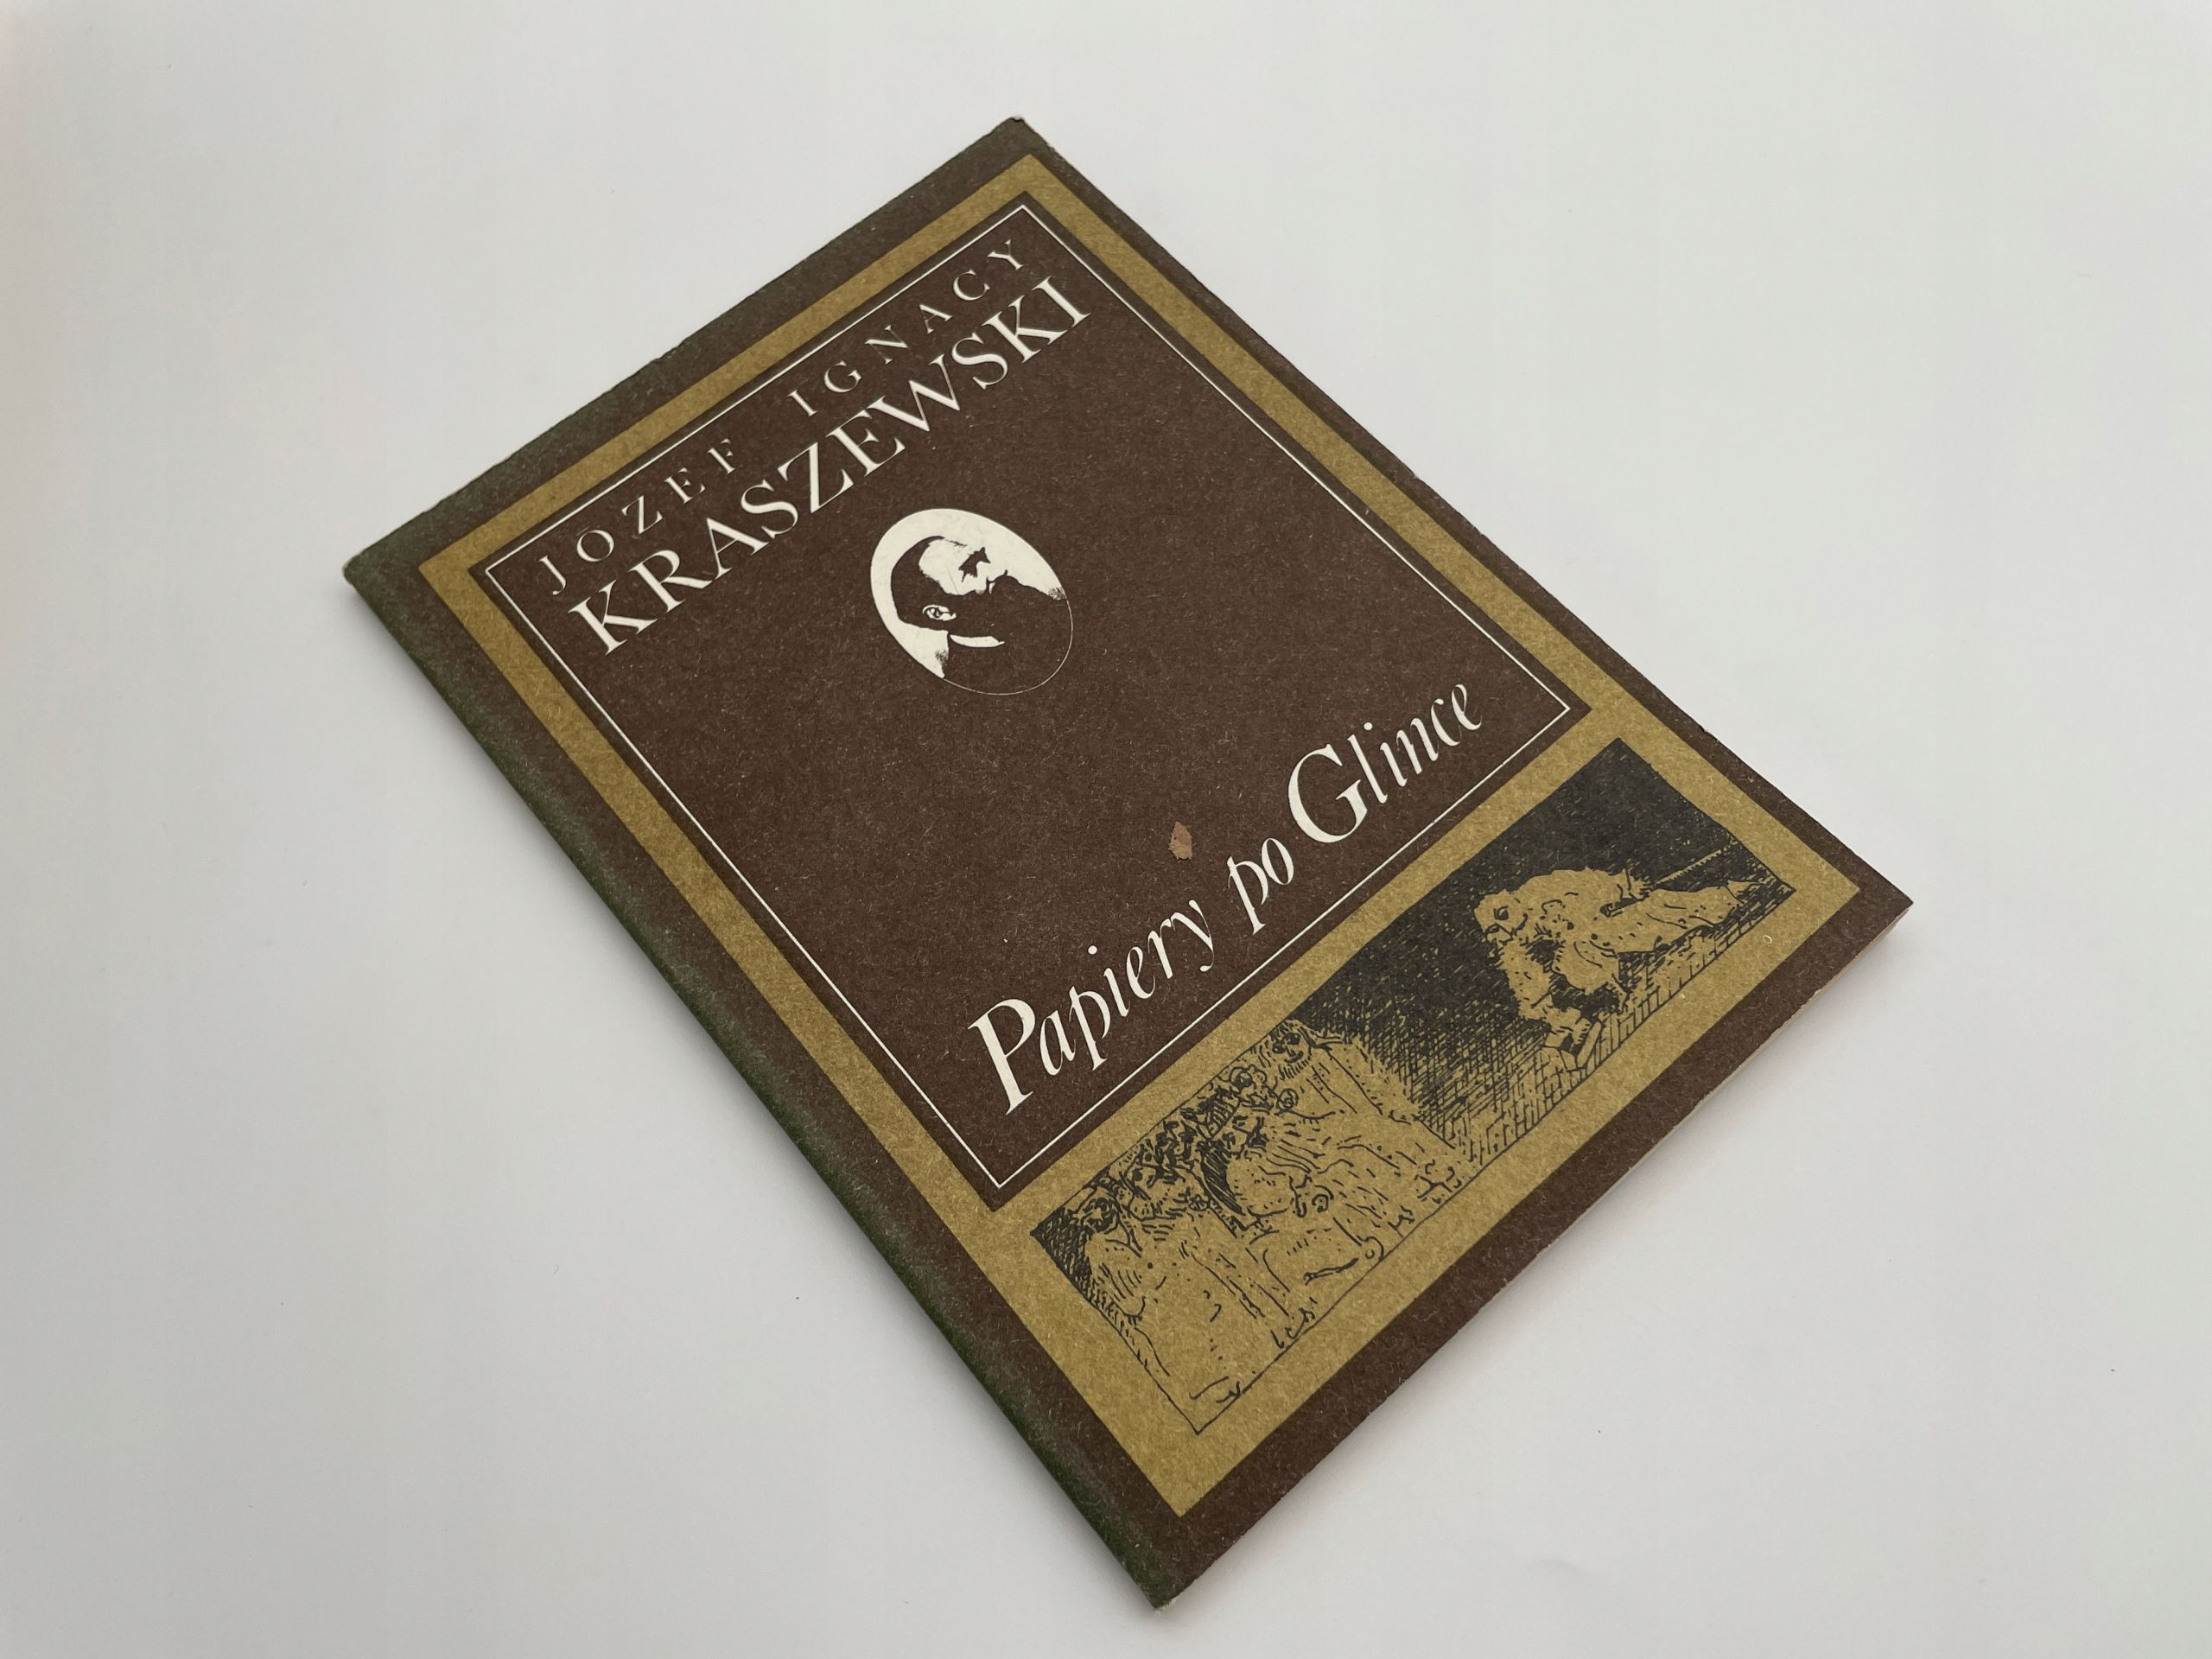 JOZEF IGNACY
KRASZEWSKI
Papiery po Glince